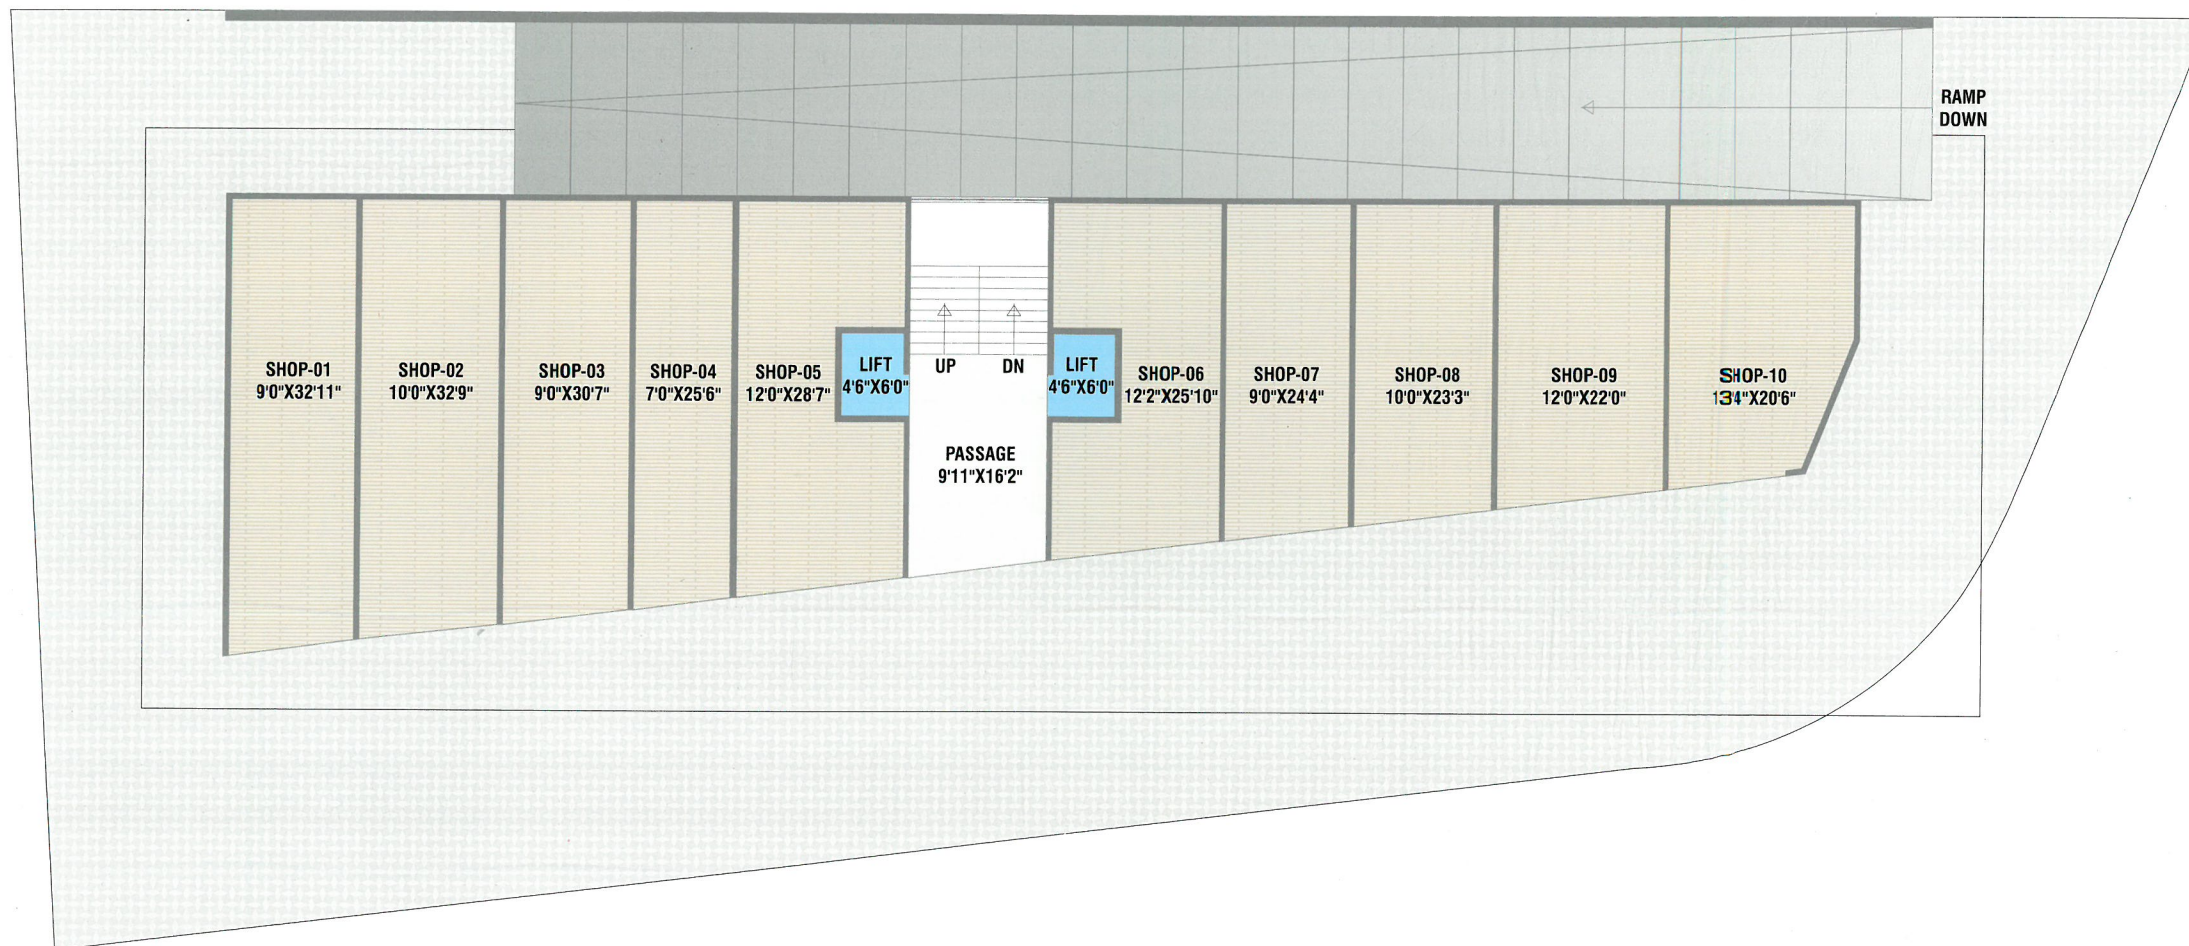 RAMP
DOWN
SHOP-01
9'0"X32'11"
SHOP-02
10'0"X32'9"
SHOP-03
9'0"X30'7"
SHOP-04
7'0"X25'6"
SHOP-05
12'0"X28'7"
LIFT
4'6"X6'0"
UP
DN
LIFT
4'6"X6'0"
PASSAGE
9'11"X16'2"
SHOP-06
12'2"X25'10"
SHOP-07
9'0"X24'4"
SHOP-08
10'0"X23'3"
SHOP-09
12'0"X22'0"
SHOP-10
13'4"X20'6"